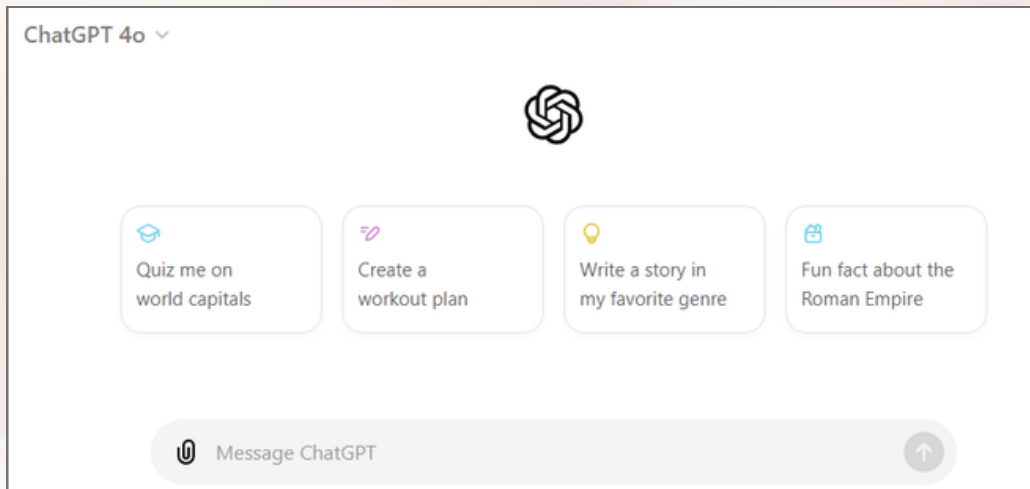 ChatGPT 4o
Quiz me on
world capitals
Create a
workout plan
Write a story in
my favorite genre
Fun fact about the
Roman Empire
Message ChatGPT